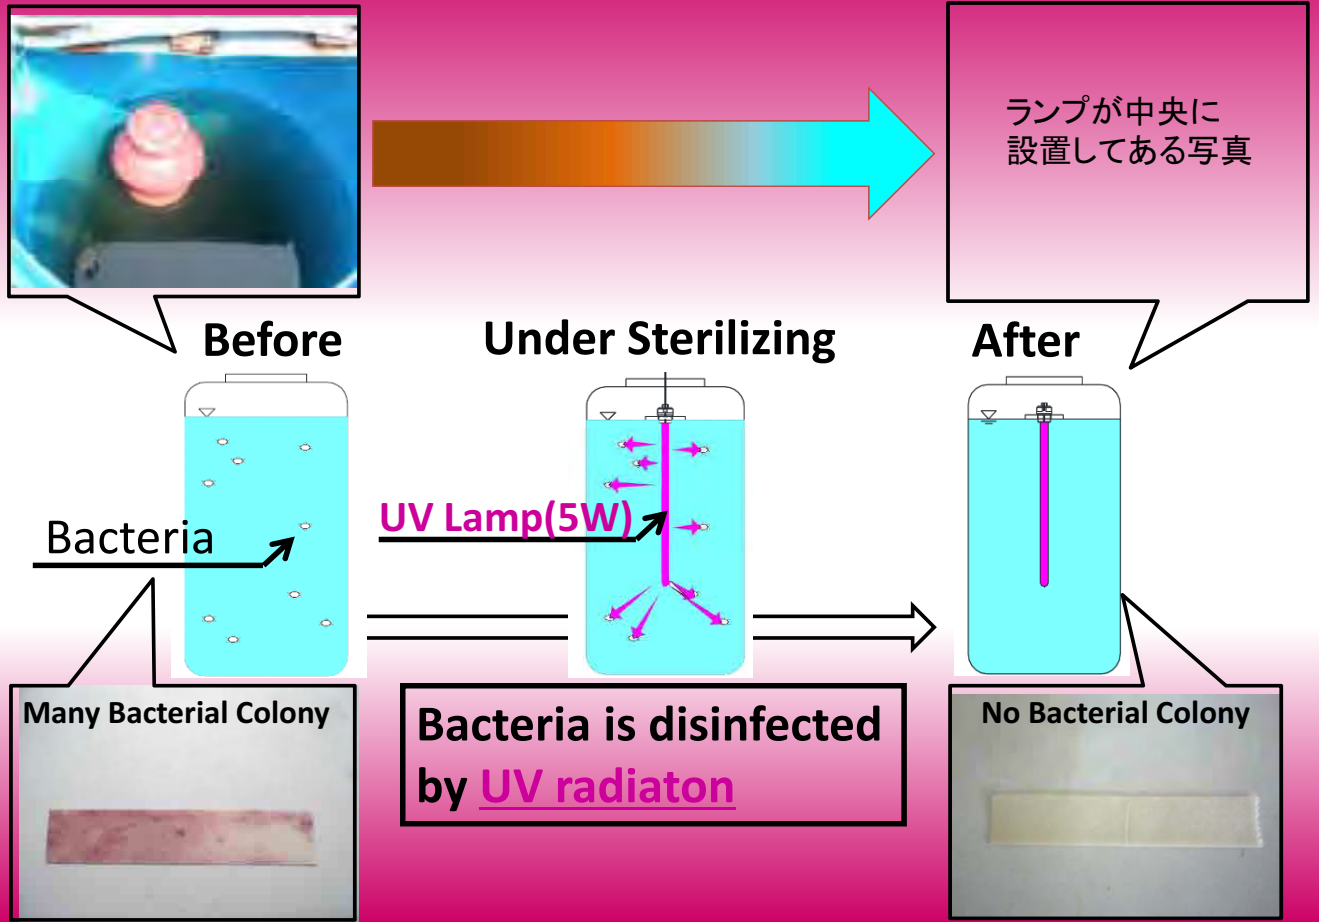 ランプが中央に
設置してある写真
Before
Under Sterilizing
After
Bacteria
UV Lamp(5W)
Many Bacterial Colony
Bacteria is disinfected
by UV radiaton
No Bacterial Colony